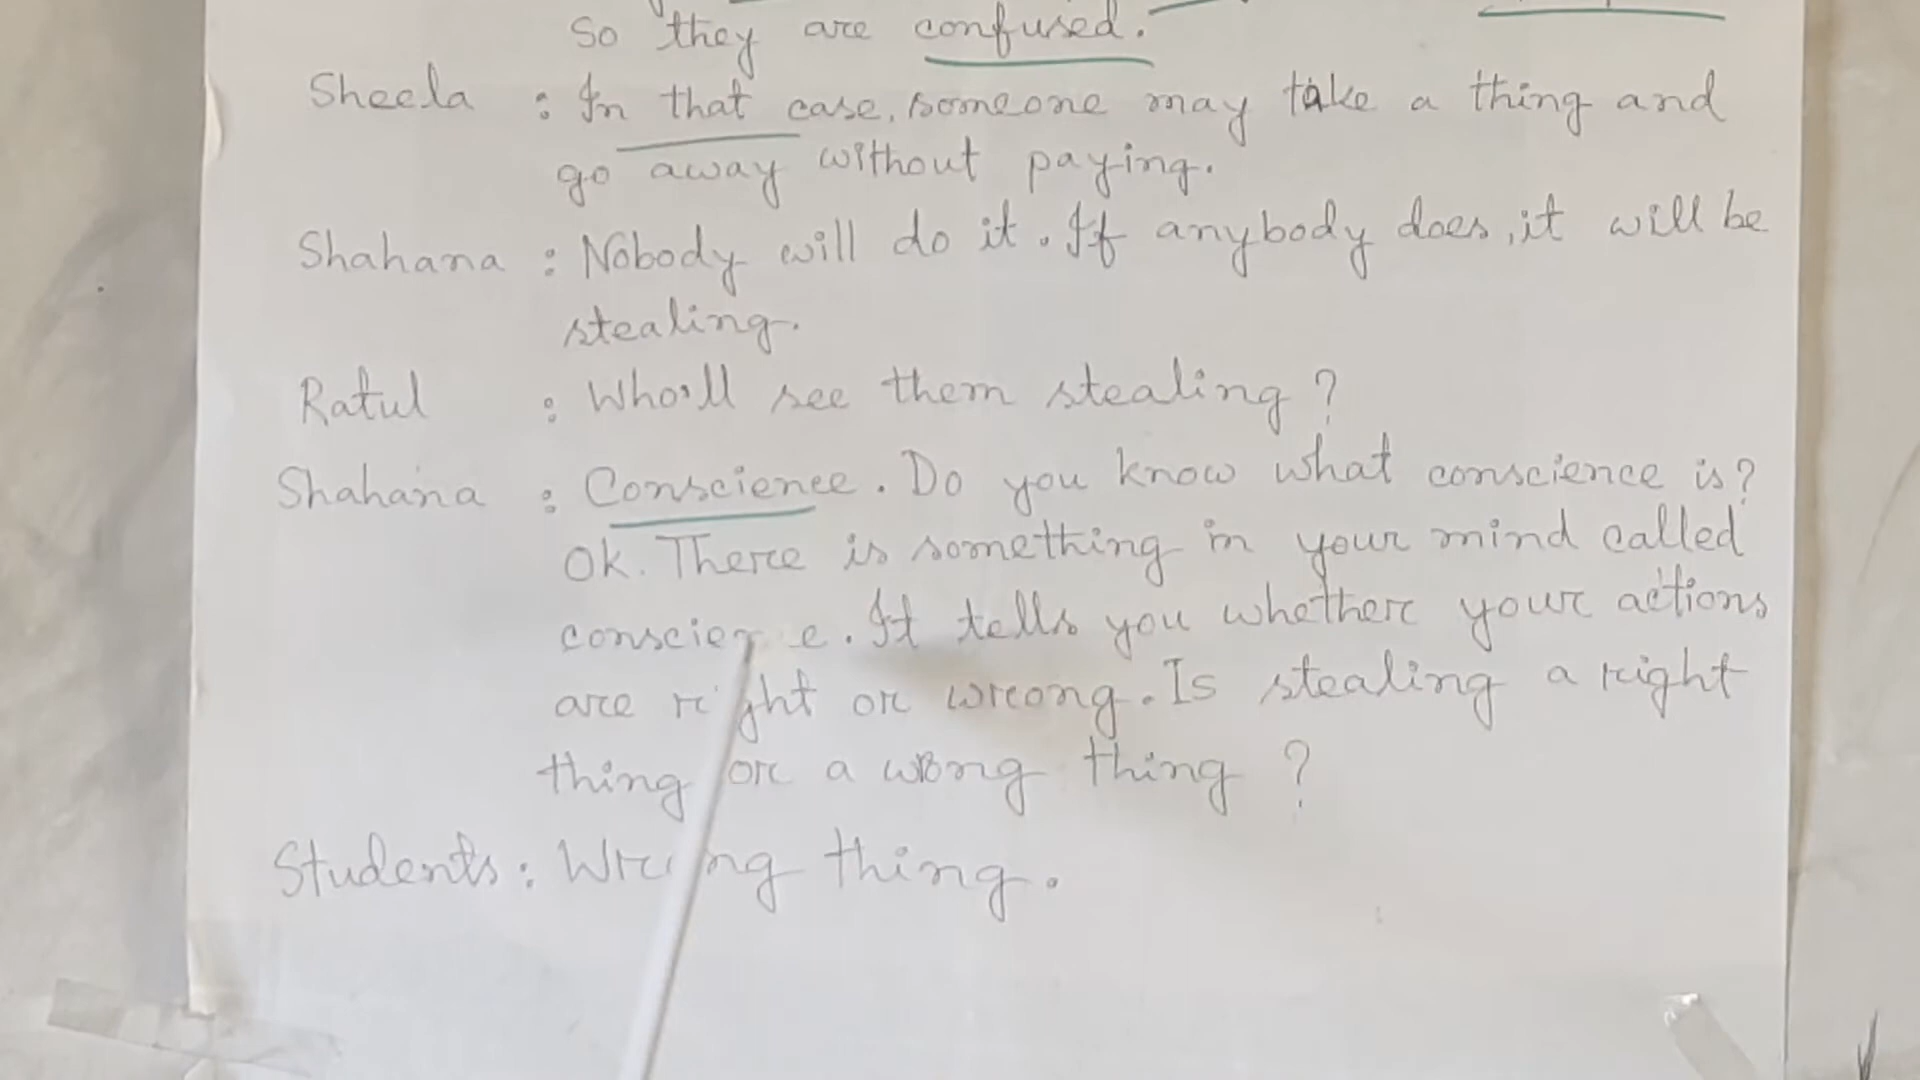 So they are confused.
Sheela : In that case, someone may take a thing and
go away without paying.
Shahana : Nobody will do it. If anybody does, it will be
stealing.
Ratul : Who'll see them stealing?
Shahana : Conscience. Do you know what conscience is?
Ok. There is something in your mind called
conscience. It tells you whether your actions
are right or wrong. Is stealing a right
thing or a wrong thing?
Students : Wrong thing.